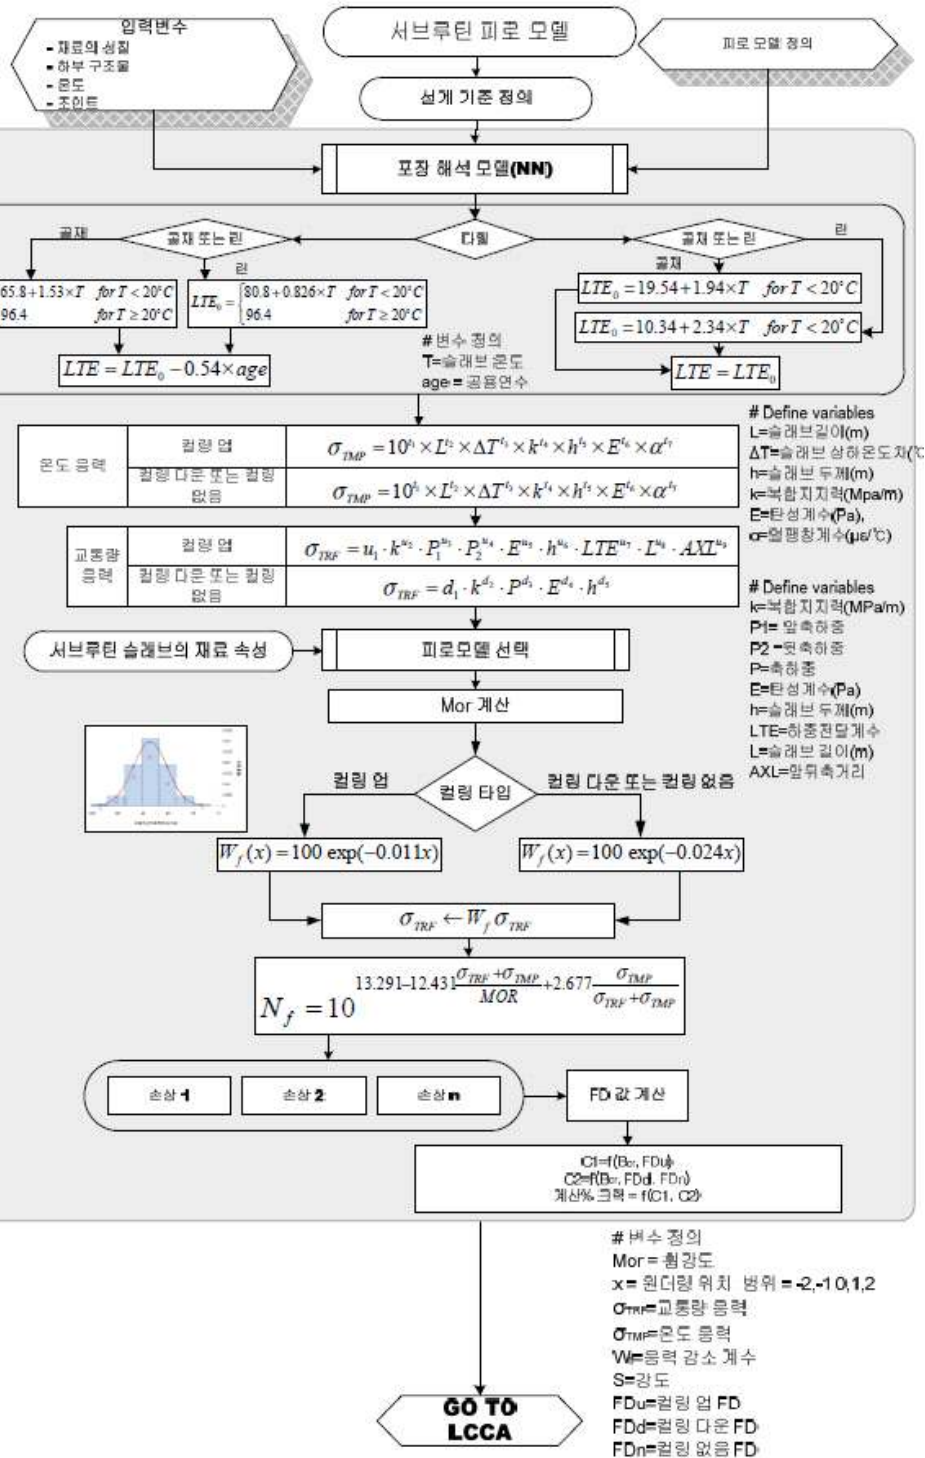 입력변수
- 재료의 성질
- 하부 구조물
- 온도
- 조인트
서브루틴 피로 모델
피로 모델 정의
설계 기준 정의
포장 해석 모델(NN)
골재
골재 또는 린
린
다웰
골재 또는 린
골재
린
65.8+1.53×T for T < 20°C
96.4 for T ≥ 20°C
LTE₀ = {80.8+0.826×T for T < 20°C
96.4 for T ≥ 20°C
LTE = LTE₀ − 0.54×age
LTE₀ = 19.54+1.94×T for T < 20°C
LTE₀ = 10.34+2.34×T for T < 20°C
LTE = LTE₀
# 변수 정의
T=슬래브 온도
age = 공용연수
온도 응력
컬링 업
σ_TMP = 10^t₁ × L^t₂ × ΔT^t₃ × k^t₄ × h^t₅ × E^t₆ × α^t₇
컬링 다운 또는 컬링
없음
σ_TMP = 10^t₁ × L^t₂ × ΔT^t₃ × k^t₄ × h^t₅ × E^t₆ × α^t₇
교통량
응력
컬링 업
σ_TRF = u₁ · k^u₂ · P₁^u₃ · P₂^u₄ · E^u₅ · h^u₆ · LTE^u₇ · L^u₈ · AXL^u₉
컬링 다운 또는 컬링
없음
σ_TRF = d₁ · k^d₂ · P^d₃ · E^d₄ · h^d₅
# Define variables
L=슬래브길이(m)
ΔT=슬래브 상하온도차(℃
h=슬래브 두께(m)
k=복합지지력(Mpa/m)
E=탄성계수(Pa),
α=열팽창계수(με/℃)
# Define variables
k=복합지지력(MPa/m)
P1= 앞축하중
P2 =뒷축하중
P=축하중
E=탄성계수(Pa)
h=슬래브 두께(m)
LTE=하중전달계수
L=슬래브 길이(m)
AXL=앞뒤축거리
서브루틴 슬래브의 재료 속성
피로모델 선택
Mor 계산
컬링 업
컬링 타입
컬링 다운 또는 컬링 없음
W_f(x) = 100 exp(−0.011x)
W_f(x) = 100 exp(−0.024x)
σ_TRF ← W_f σ_TRF
N_f = 10^(13.291−12.431 (σ_TRF + σ_TMP)/MOR + 2.677 σ_TMP/(σ_TRF + σ_TMP))
손상 1
손상 2
손상 n
FD 값 계산
C1=f(Bcr, FDu)
C2=f(Bcr, FDd, FDn)
계산% 크랙 = f(C1, C2)
# 변수 정의
Mor = 휨강도
x = 원더링 위치 범위 = -2,-1 0,1,2
σTRF=교통량 응력
σTMP=온도 응력
Wf=응력 감소 계수
S=강도
FDu=컬링 업 FD
FDd=컬링 다운 FD
FDn=컬링 없음 FD
GO TO
LCCA